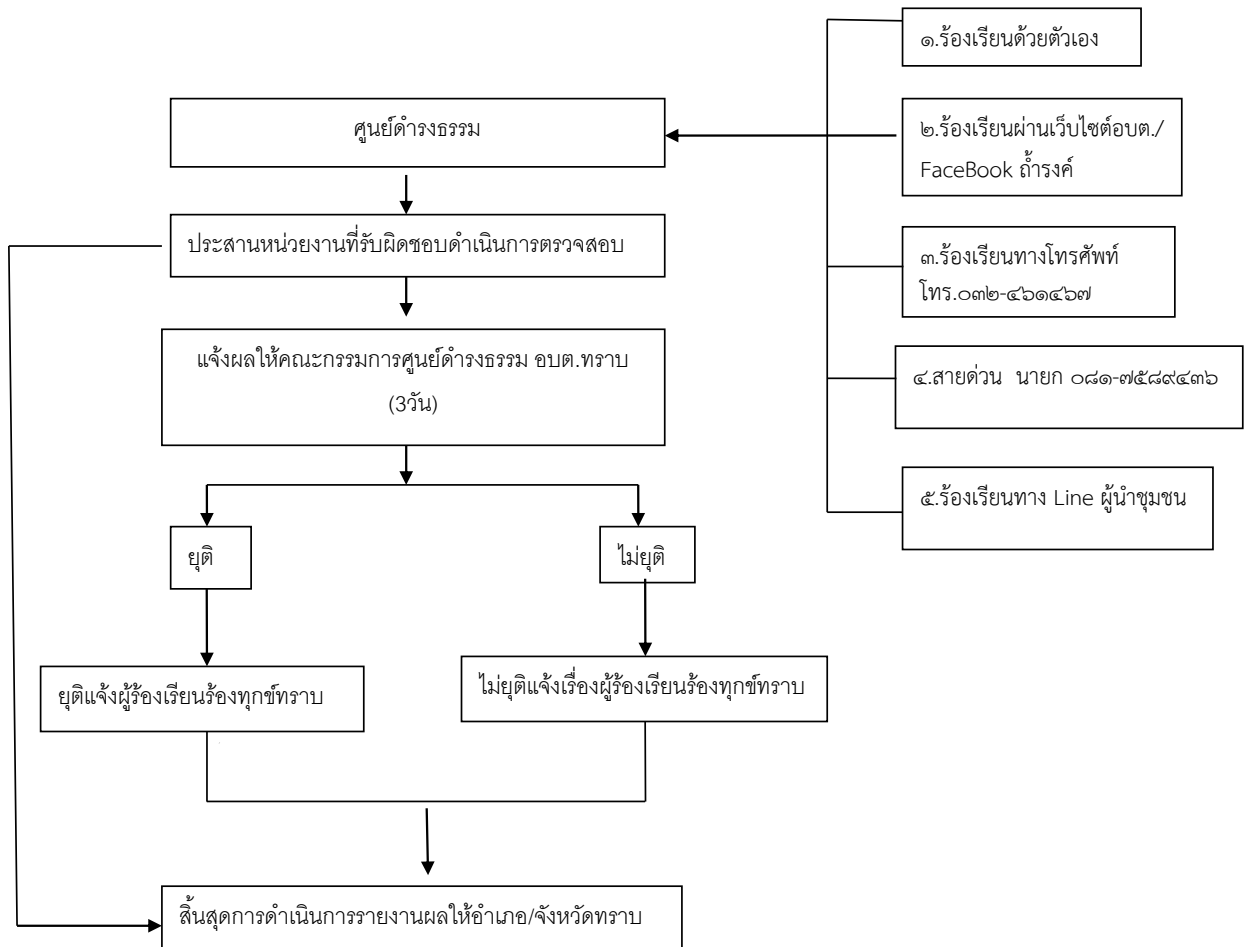 ๑.ร้องเรียนด้วยตัวเอง
ศูนย์ดำรงธรรม
๒.ร้องเรียนผ่านเว็บไซต์อบต./
FaceBook ถ้ำรงค์
ประสานหน่วยงานที่รับผิดชอบดำเนินการตรวจสอบ
๓.ร้องเรียนทางโทรศัพท์
โทร.๐๓๒-๔๖๑๔๖๗
แจ้งผลให้คณะกรรมการศูนย์ดำรงธรรม อบต.ทราบ
(3วัน)
๔.สายด่วน นายก ๐๘๑-๗๕๘๙๔๓๖
๕.ร้องเรียนทาง Line ผู้นำชุมชน
ยุติ
ไม่ยุติ
ยุติแจ้งผู้ร้องเรียนร้องทุกข์ทราบ
ไม่ยุติแจ้งเรื่องผู้ร้องเรียนร้องทุกข์ทราบ
สิ้นสุดการดำเนินการรายงานผลให้อำเภอ/จังหวัดทราบ